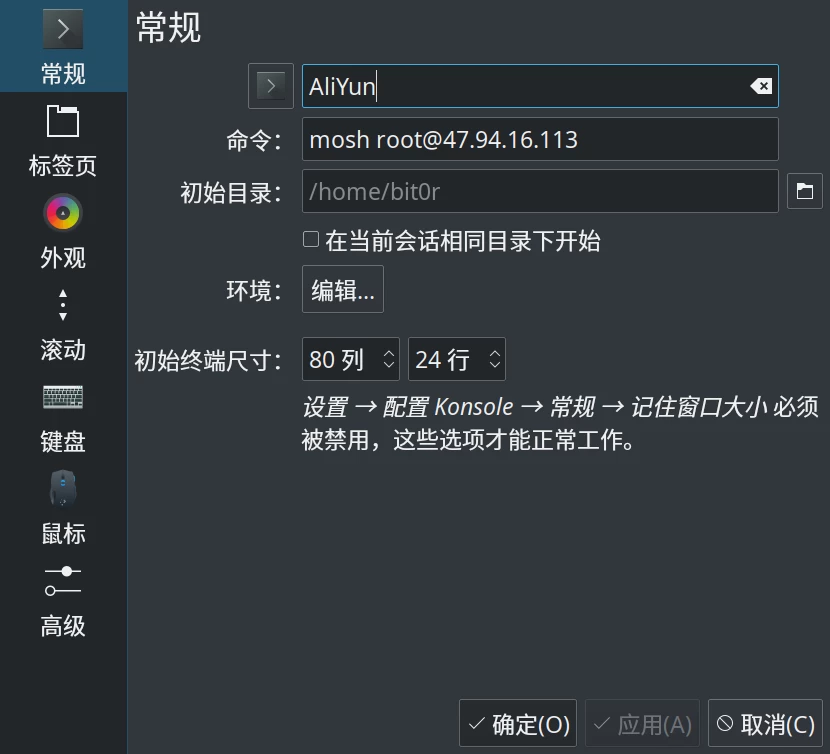 常规
常规
标签页
外观
滚动
键盘
鼠标
高级
AliYun
命令： mosh root@47.94.16.113
初始目录： /home/bit0r
在当前会话相同目录下开始
环境： 编辑...
初始终端尺寸： 80 列 24 行
设置 → 配置 Konsole → 常规 → 记住窗口大小 必须
被禁用，这些选项才能正常工作。
确定(O) 应用(A) 取消(C)